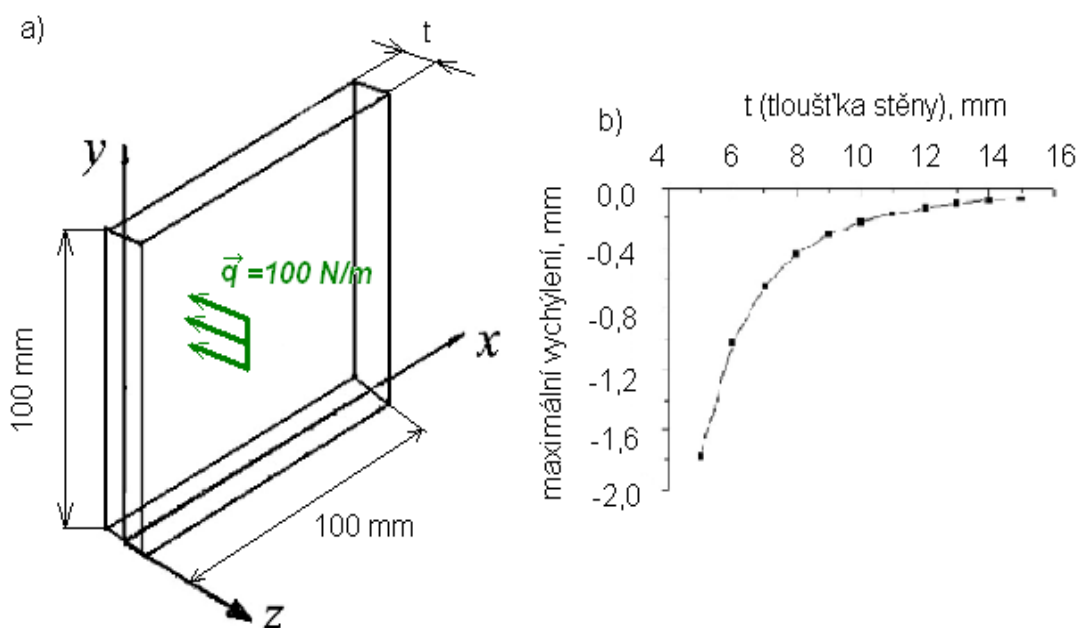 a)
t
y
q =100 N/m
x
100 mm
100 mm
z
b)
t (tloušťka stěny), mm
4 6 8 10 12 14 16
0,0
-0,4
-0,8
-1,2
-1,6
-2,0
maximální vychýlení, mm